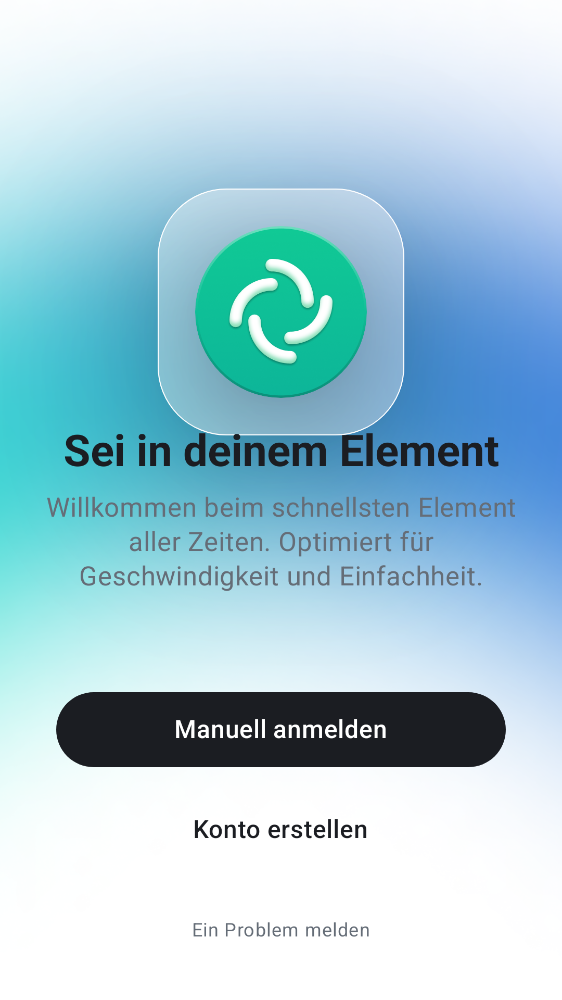 Sei in deinem Element
Willkommen beim schnellsten Element
aller Zeiten. Optimiert für
Geschwindigkeit und Einfachheit.
Manuell anmelden
Konto erstellen
Ein Problem melden